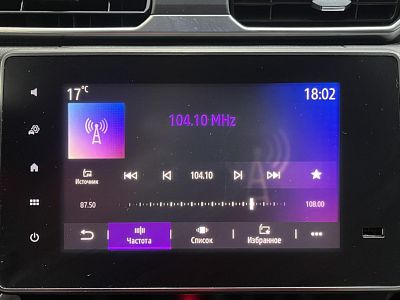 17°C
18:02
104.10 MHz
Источник
104.10
87.50
108.00
Частота
Список
Избранное